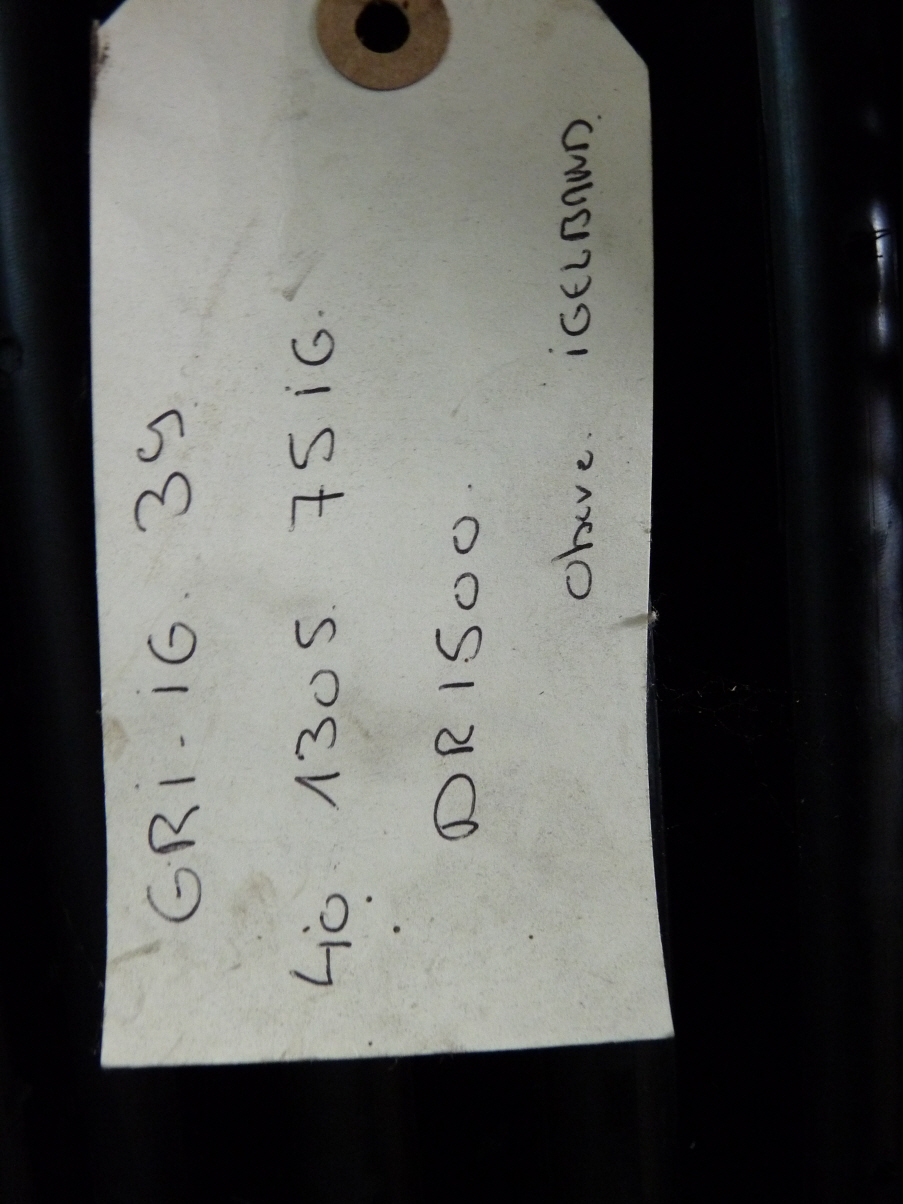 GRI-iG. 39
40. 1305. 75iG.
DR1500.
Ohne. iGELBAND.